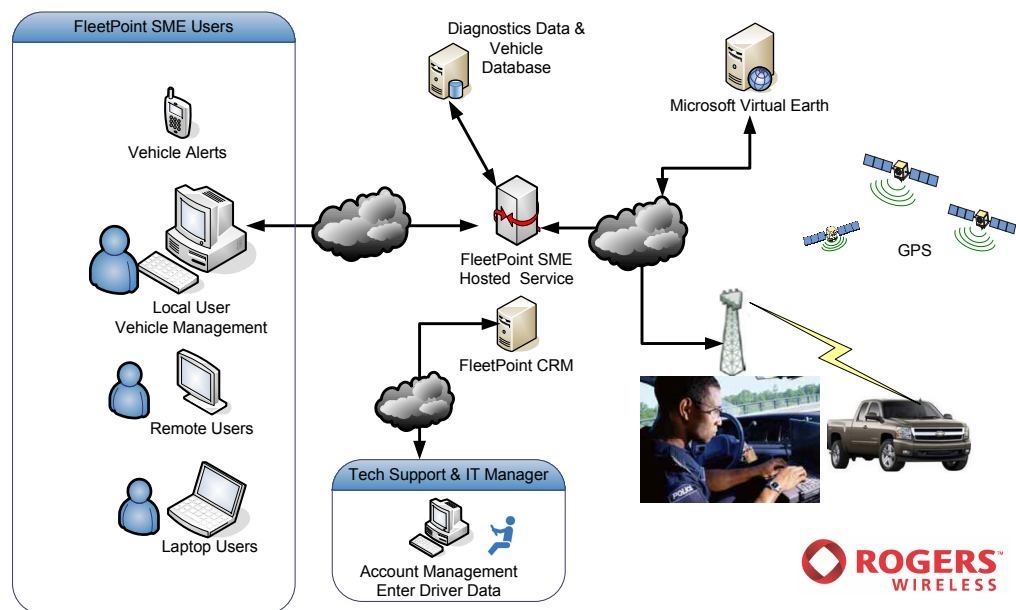 FleetPoint SME Users
Vehicle Alerts
Local User
Vehicle Management
Remote Users
Laptop Users
Diagnostics Data &
Vehicle
Database
Microsoft Virtual Earth
GPS
FleetPoint SME
Hosted Service
FleetPoint CRM
Tech Support & IT Manager
Account Management
Enter Driver Data
POLICE
ROGERS™
WIRELESS